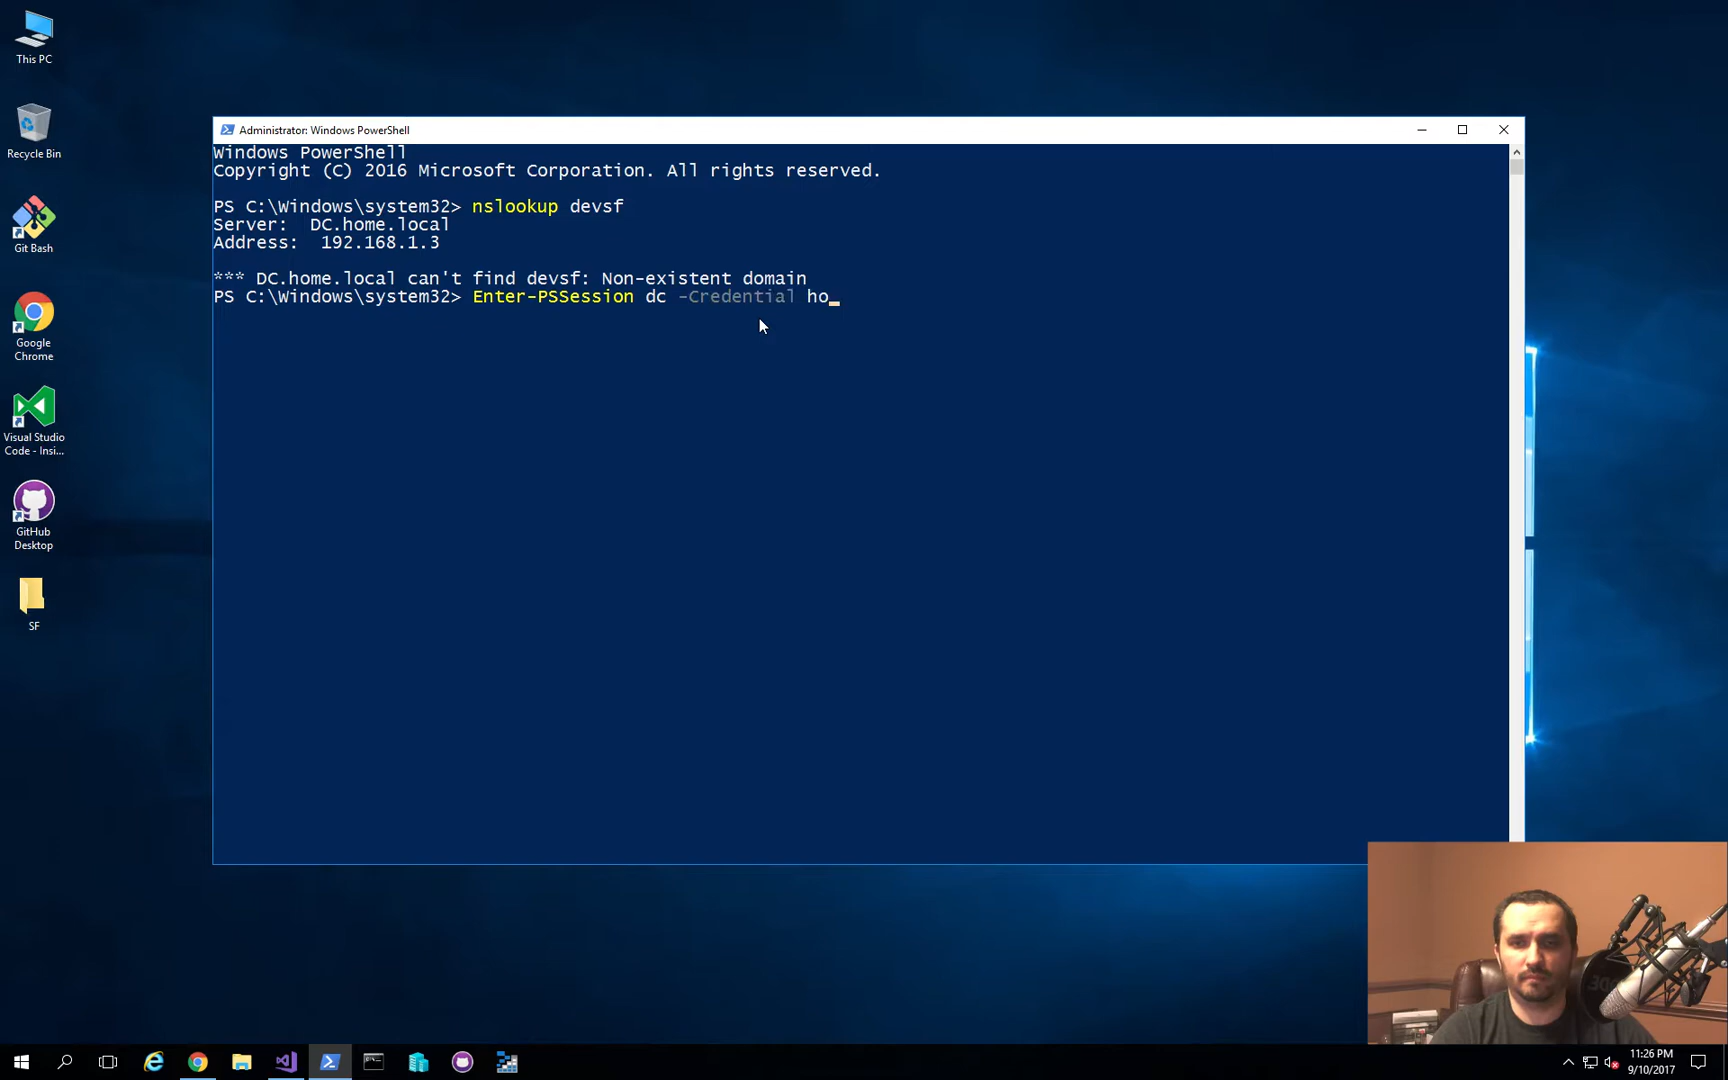 This PC
Recycle Bin
Git Bash
Google
Chrome
Visual Studio
Code - Insi...
GitHub
Desktop
SF
Administrator: Windows PowerShell
Windows PowerShell
Copyright (C) 2016 Microsoft Corporation. All rights reserved.
PS C:\Windows\system32> nslookup devsf
Server:  DC.home.local
Address:  192.168.1.3
*** DC.home.local can't find devsf: Non-existent domain
PS C:\Windows\system32> Enter-PSSession dc -Credential ho_
11:26 PM
9/10/2017